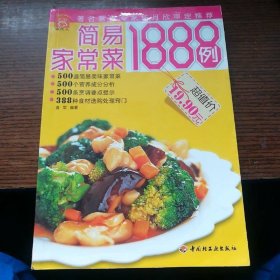 简易
家常菜
1888例
500道简易美味家常菜
500个营养成分分析
500条烹调要点提示
388种食材选购处理窍门
超值价
19.90元
中国轻工业出版社